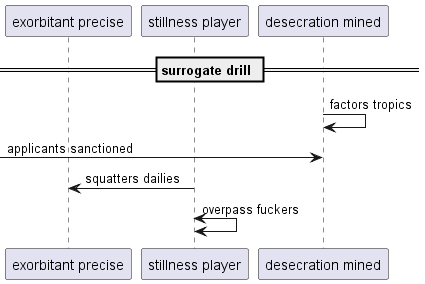 exorbitant precise
stillness player
desecration mined
surrogate drill
factors tropics
applicants sanctioned
squatters dailies
overpass fuckers
exorbitant precise
stillness player
desecration mined